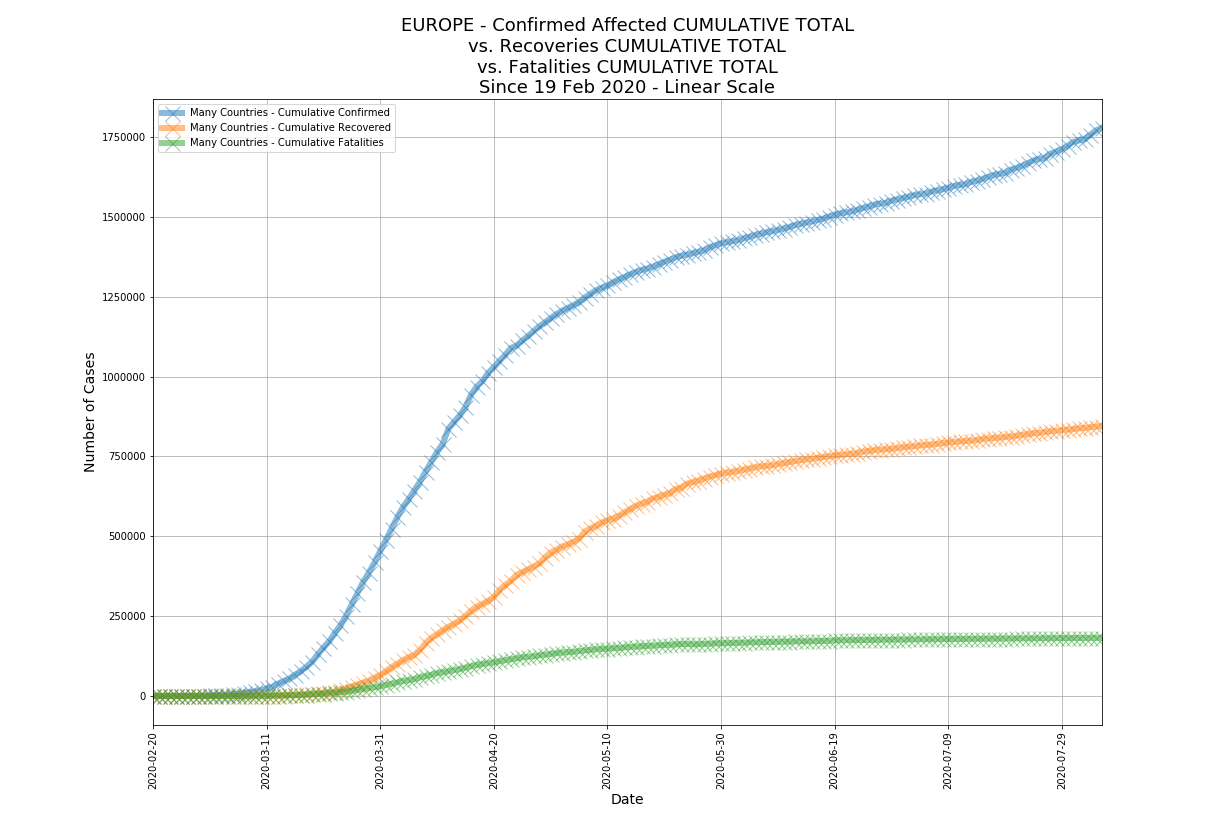 EUROPE - Confirmed Affected CUMULATIVE TOTAL
vs. Recoveries CUMULATIVE TOTAL
vs. Fatalities CUMULATIVE TOTAL
Since 19 Feb 2020 - Linear Scale
Many Countries - Cumulative Confirmed
Many Countries - Cumulative Recovered
Many Countries - Cumulative Fatalities
Number of Cases
1750000
1500000
1250000
1000000
750000
500000
250000
0
2020-02-20
2020-03-11
2020-03-31
2020-04-20
2020-05-10
2020-05-30
2020-06-19
2020-07-09
2020-07-29
Date